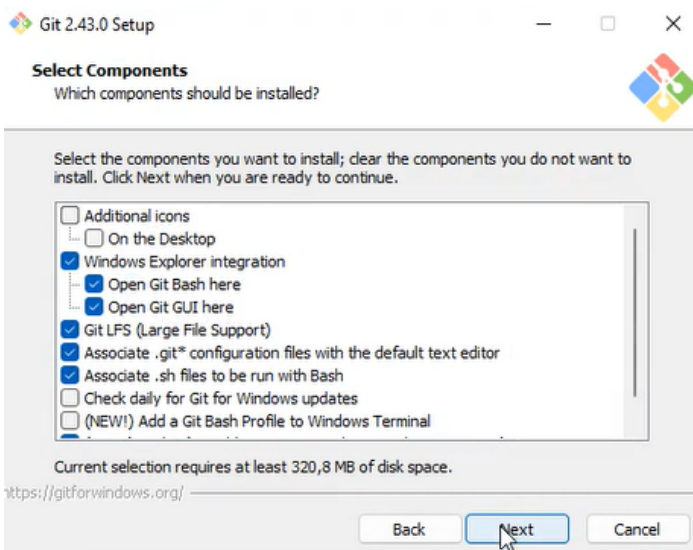 Git 2.43.0 Setup
Select Components
Which components should be installed?
Select the components you want to install; clear the components you do not want to
install. Click Next when you are ready to continue.
Additional icons
On the Desktop
Windows Explorer integration
Open Git Bash here
Open Git GUI here
Git LFS (Large File Support)
Associate .git* configuration files with the default text editor
Associate .sh files to be run with Bash
Check daily for Git for Windows updates
(NEW!) Add a Git Bash Profile to Windows Terminal
Current selection requires at least 320,8 MB of disk space.
ttps://gitforwindows.org/
Back Next Cancel